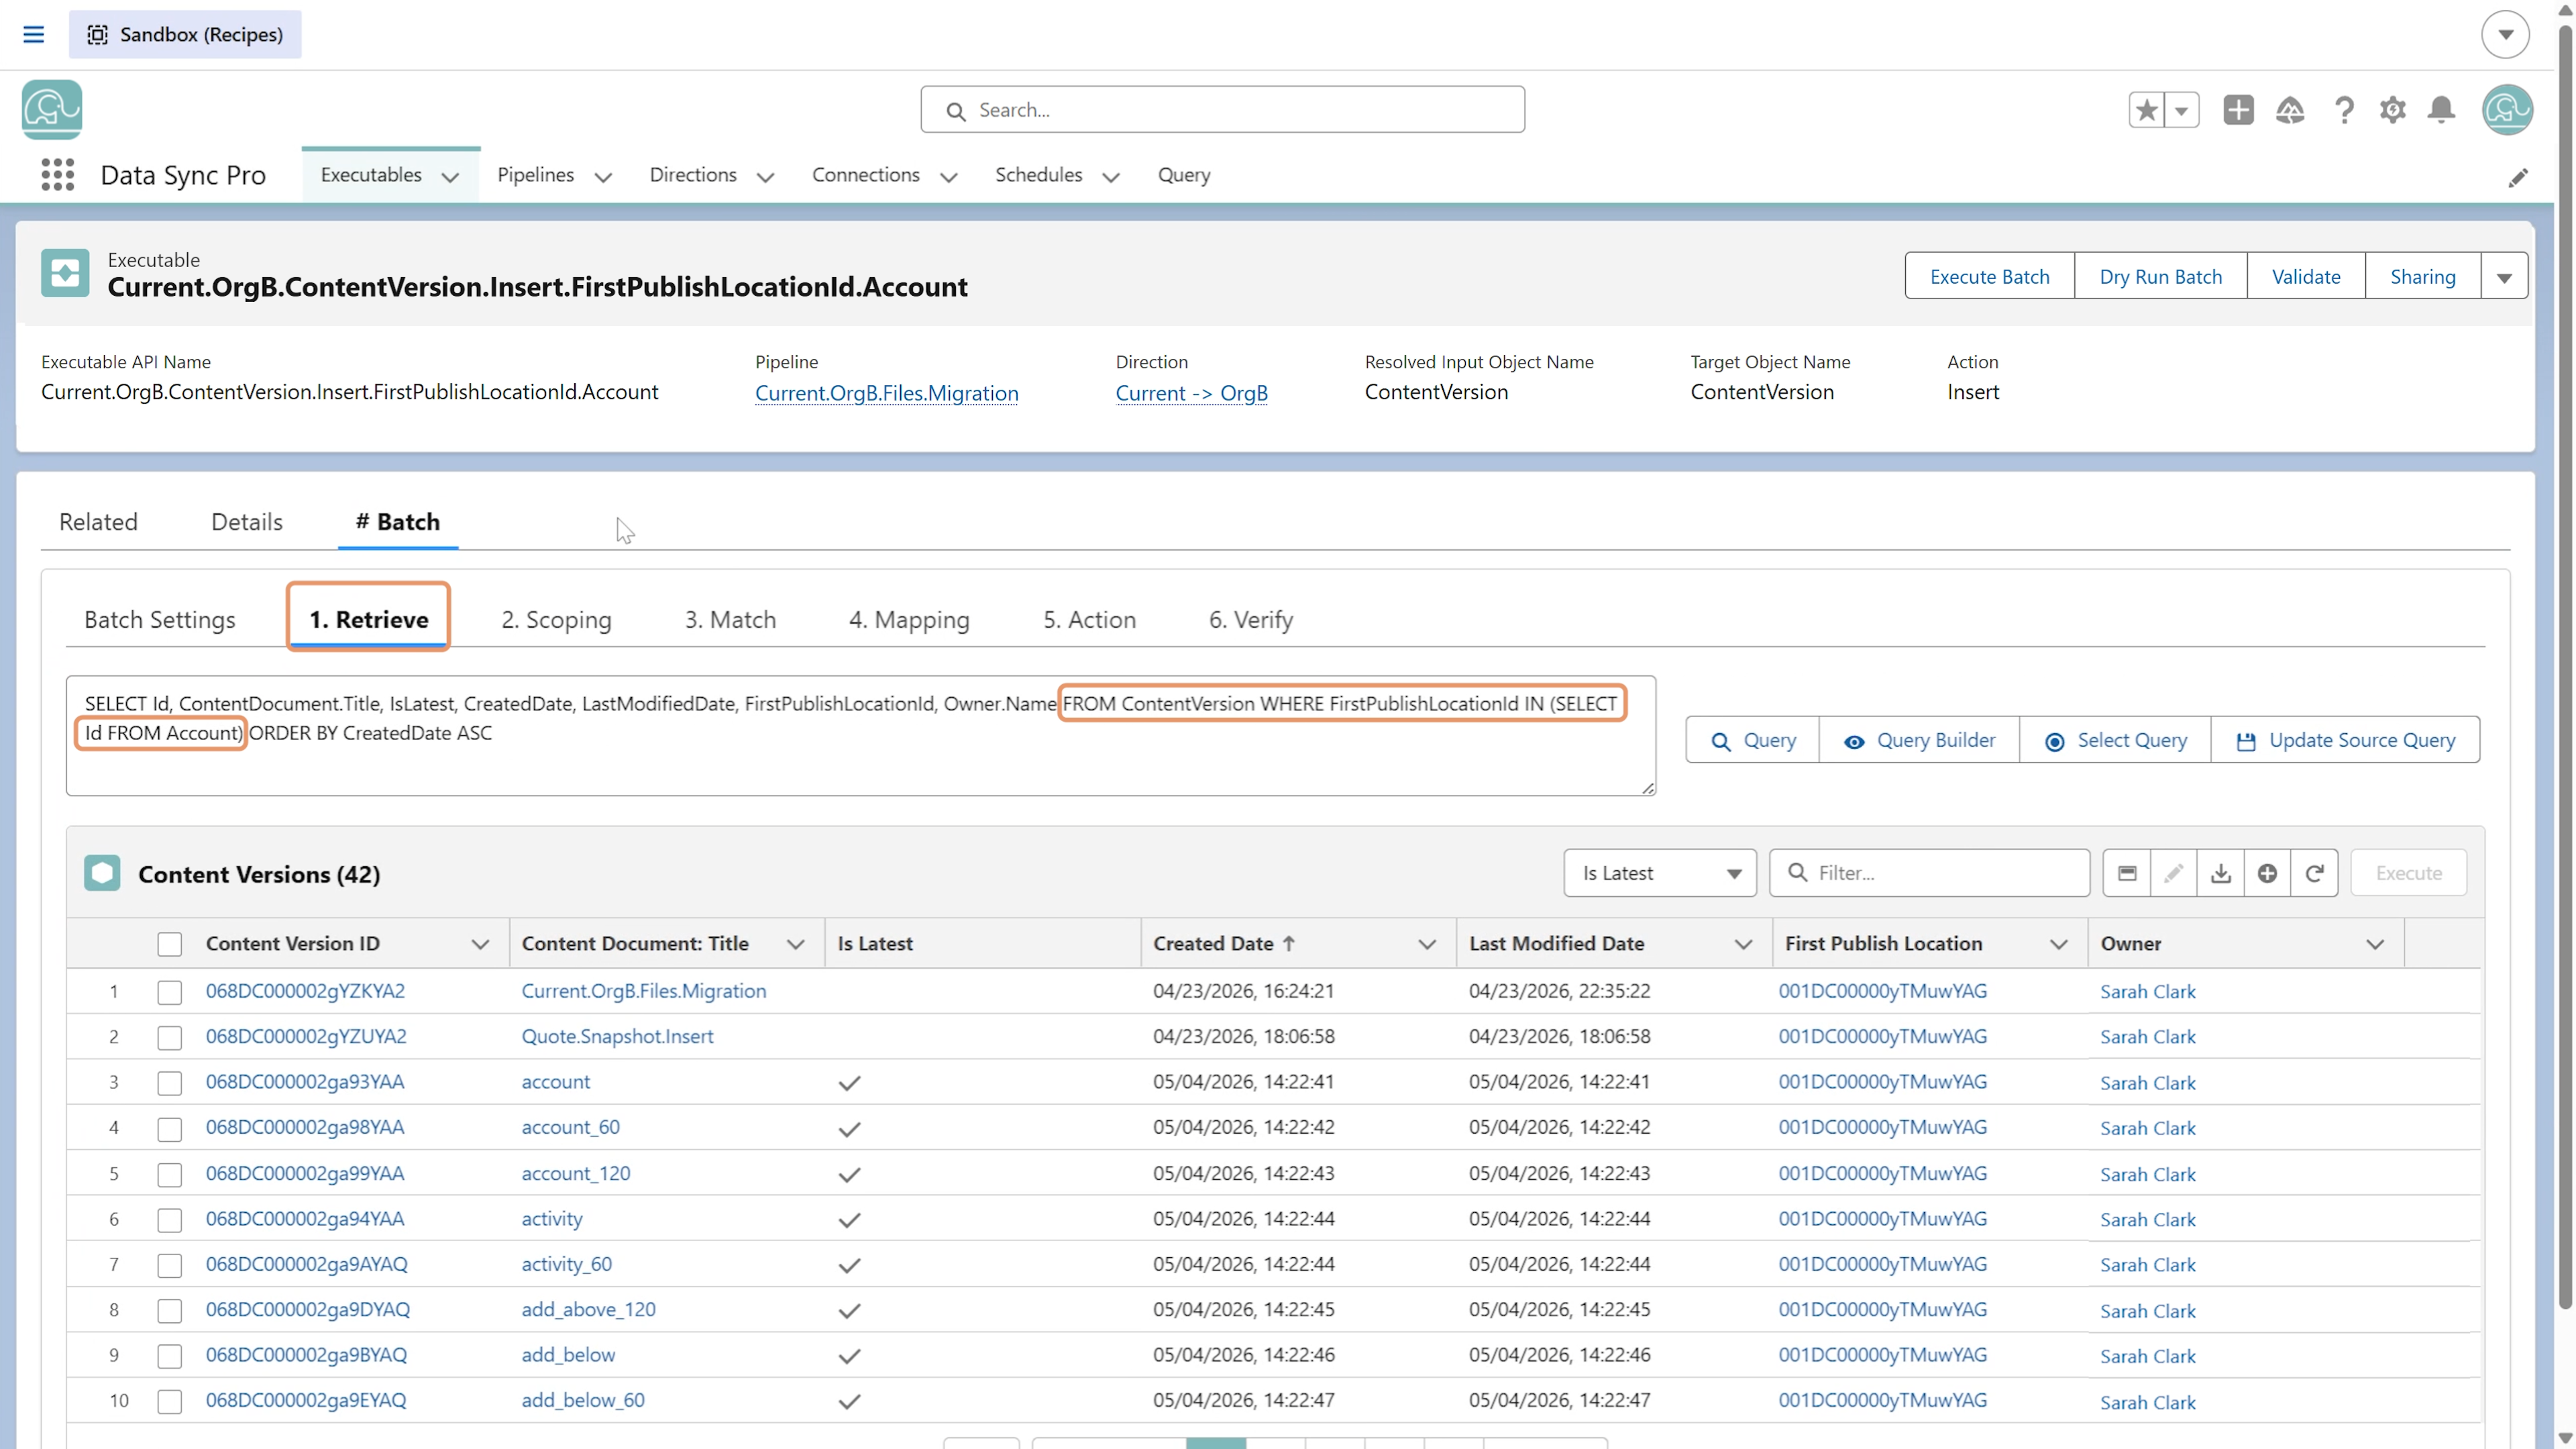 Sandbox (Recipes)
Search...
Data Sync Pro
Executables
Pipelines
Directions
Connections
Schedules
Query
Executable
Current.OrgB.ContentVersion.Insert.FirstPublishLocationId.Account
Execute Batch
Dry Run Batch
Validate
Sharing
Executable API Name
Pipeline
Direction
Resolved Input Object Name
Target Object Name
Action
Current.OrgB.ContentVersion.Insert.FirstPublishLocationId.Account
Current.OrgB.Files.Migration
Current -> OrgB
ContentVersion
ContentVersion
Insert
Related
Details
# Batch
Batch Settings
1. Retrieve
2. Scoping
3. Match
4. Mapping
5. Action
6. Verify
SELECT Id, ContentDocument.Title, IsLatest, CreatedDate, LastModifiedDate, FirstPublishLocationId, Owner.Name FROM ContentVersion WHERE FirstPublishLocationId IN (SELECT
Id FROM Account) ORDER BY CreatedDate ASC
Query
Query Builder
Select Query
Update Source Query
Content Versions (42)
Is Latest
Filter...
Execute
Content Version ID
Content Document: Title
Is Latest
Created Date
Last Modified Date
First Publish Location
Owner
1 068DC000002gYZKYA2 Current.OrgB.Files.Migration 04/23/2026, 16:24:21 04/23/2026, 22:35:22 001DC00000yTMuwYAG Sarah Clark
2 068DC000002gYZUYA2 Quote.Snapshot.Insert 04/23/2026, 18:06:58 04/23/2026, 18:06:58 001DC00000yTMuwYAG Sarah Clark
3 068DC000002ga93YAA account 05/04/2026, 14:22:41 05/04/2026, 14:22:41 001DC00000yTMuwYAG Sarah Clark
4 068DC000002ga98YAA account_60 05/04/2026, 14:22:42 05/04/2026, 14:22:42 001DC00000yTMuwYAG Sarah Clark
5 068DC000002ga99YAA account_120 05/04/2026, 14:22:43 05/04/2026, 14:22:43 001DC00000yTMuwYAG Sarah Clark
6 068DC000002ga94YAA activity 05/04/2026, 14:22:44 05/04/2026, 14:22:44 001DC00000yTMuwYAG Sarah Clark
7 068DC000002ga9AYAQ activity_60 05/04/2026, 14:22:44 05/04/2026, 14:22:44 001DC00000yTMuwYAG Sarah Clark
8 068DC000002ga9DYAQ add_above_120 05/04/2026, 14:22:45 05/04/2026, 14:22:45 001DC00000yTMuwYAG Sarah Clark
9 068DC000002ga9BYAQ add_below 05/04/2026, 14:22:46 05/04/2026, 14:22:46 001DC00000yTMuwYAG Sarah Clark
10 068DC000002ga9EYAQ add_below_60 05/04/2026, 14:22:47 05/04/2026, 14:22:47 001DC00000yTMuwYAG Sarah Clark